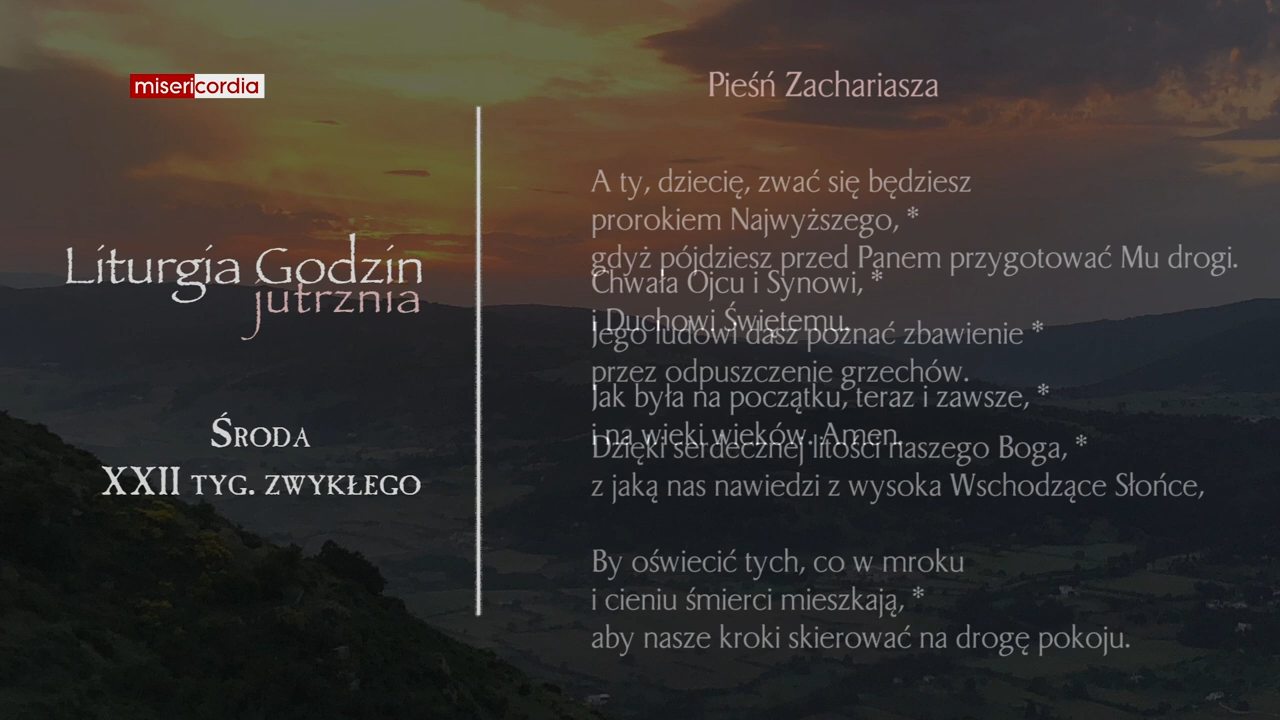 misericordia
Liturgia Godzin
jutrznia
Środa
XXII tyg. zwykłego
Pieśń Zachariasza
A ty, dziecię, zwać się będziesz
prorokiem Najwyższego, *
gdyż pójdziesz przed Panem przygotować Mu drogi.
Chwała Ojcu i Synowi, *
i Duchowi Świętemu.
Jego ludowi dasz poznać zbawienie *
przez odpuszczenie grzechów.
Jak była na początku, teraz i zawsze, *
i na wieki wieków. Amen.
Dzięki serdecznej litości naszego Boga, *
z jaką nas nawiedzi z wysoka Wschodzące Słońce,
By oświecić tych, co w mroku
i cieniu śmierci mieszkają, *
aby nasze kroki skierować na drogę pokoju.